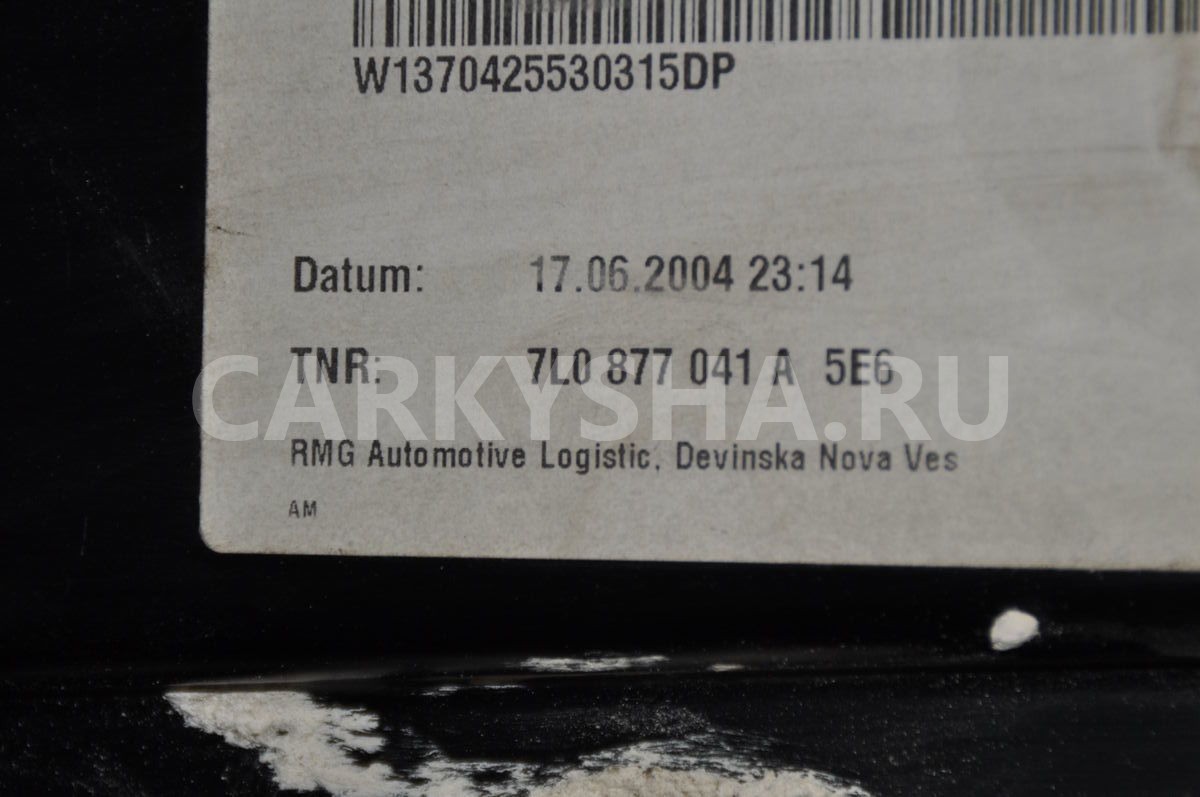 W1370425530315DP
Datum: 17.06.2004 23:14
TNR: 7L0 877 041 A 5E6
CARKYSHA.RU
RMG Automotive Logistic, Devinska Nova Ves
AM